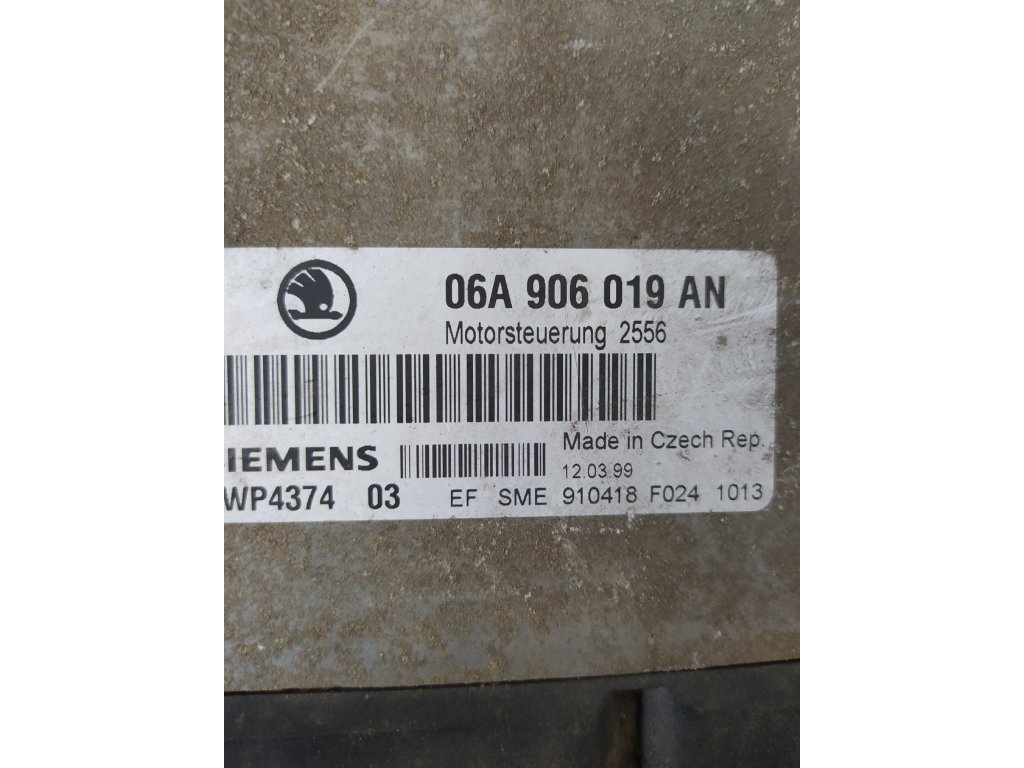 06A 906 019 AN
Motorsteuerung 2556
IEMENS
Made in Czech Rep.
12.03.99
WP4374 03 EF SME 910418 F024 1013